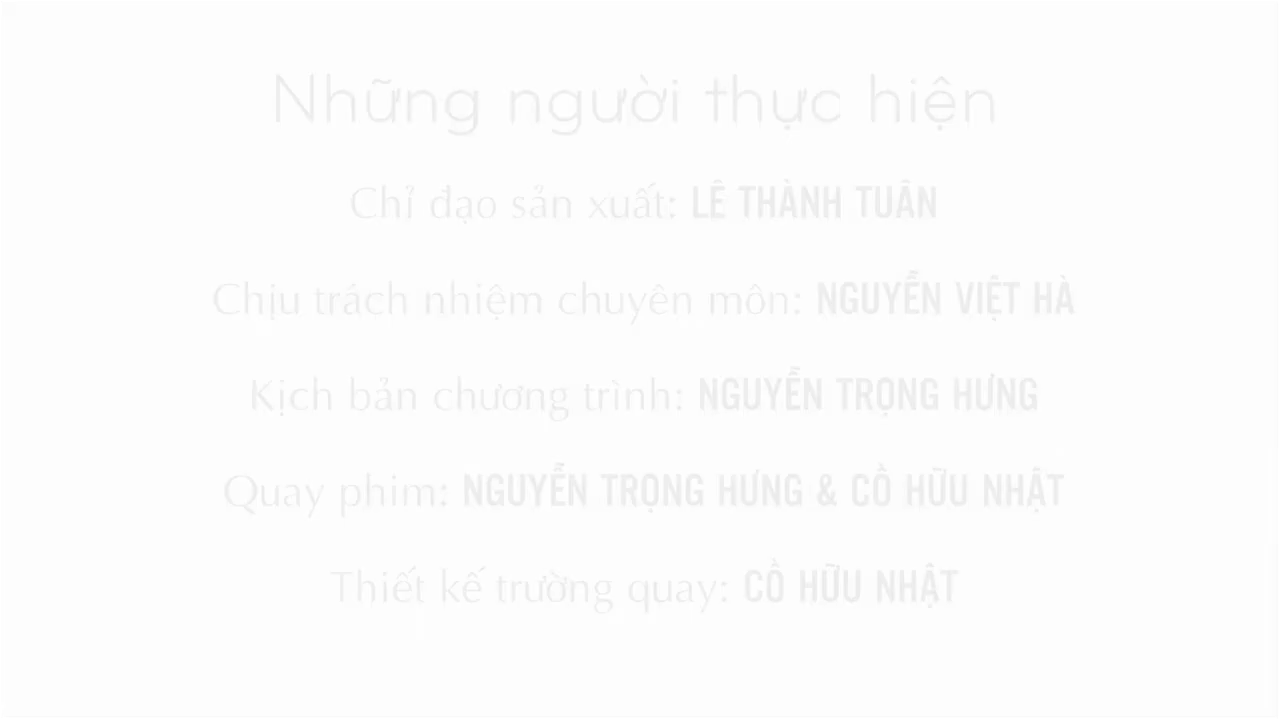 Những người thực hiện
Chỉ đạo sản xuất: LÊ THÀNH TUÂN
Chịu trách nhiệm chuyên môn: NGUYỄN VIỆT HÀ
Kịch bản chương trình: NGUYỄN TRỌNG HƯNG
Quay phim: NGUYỄN TRỌNG HƯNG & CỒ HỮU NHẬT
Thiết kế trường quay: CỒ HỮU NHẬT